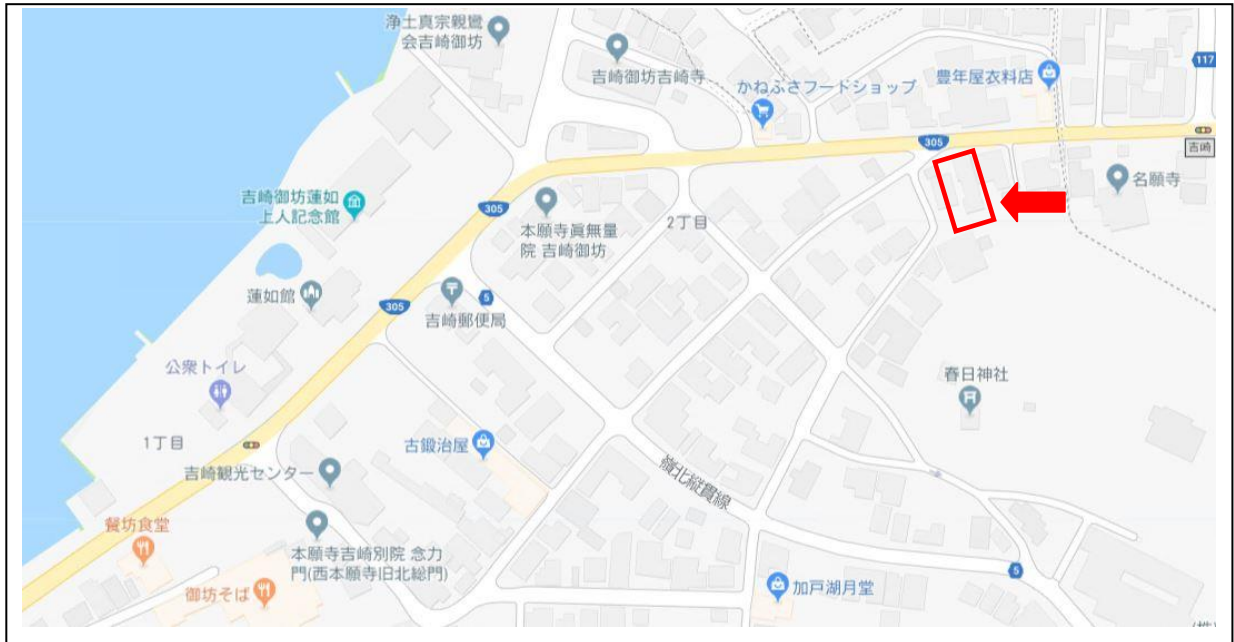 浄土真宗親鸞
会吉崎御坊
吉崎御坊吉崎寺
かねふさフードショップ
豊年屋衣料店
117
305
吉崎
名願寺
吉崎御坊蓮如
上人記念館
305
本願寺眞無量
院 吉崎御坊
2丁目
蓮如館
305
5
吉崎郵便局
公衆トイレ
春日神社
1丁目
古鍛治屋
吉崎観光センター
嶺北縦貫線
餐坊食堂
本願寺吉崎別院 念力
門(西本願寺旧北総門)
御坊そば
5
加戸湖月堂